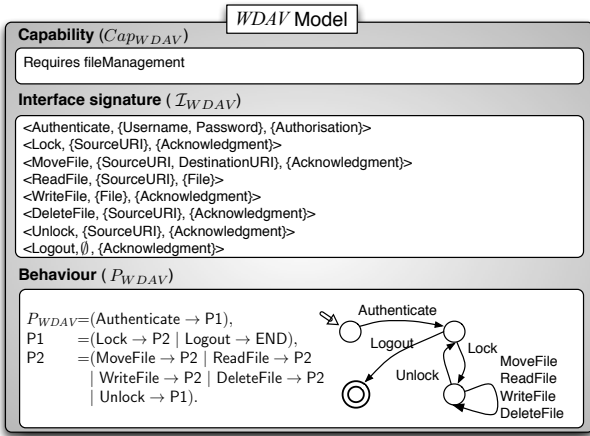 WDAV Model
Capability (Cap_WDAV)
Requires fileManagement
Interface signature ( I_WDAV)
<Authenticate, {Username, Password}, {Authorisation}>
<Lock, {SourceURI}, {Acknowledgment}>
<MoveFile, {SourceURI, DestinationURI}, {Acknowledgment}>
<ReadFile, {SourceURI}, {File}>
<WriteFile, {File}, {Acknowledgment}>
<DeleteFile, {SourceURI}, {Acknowledgment}>
<Unlock, {SourceURI}, {Acknowledgment}>
<Logout, ∅, {Acknowledgment}>
Behaviour ( P_WDAV)
P_WDAV=(Authenticate → P1),
P1 =(Lock → P2 | Logout → END),
P2 =(MoveFile → P2 | ReadFile → P2
| WriteFile → P2 | DeleteFile → P2
| Unlock → P1).
Authenticate
Logout
Lock
Unlock
MoveFile
ReadFile
WriteFile
DeleteFile